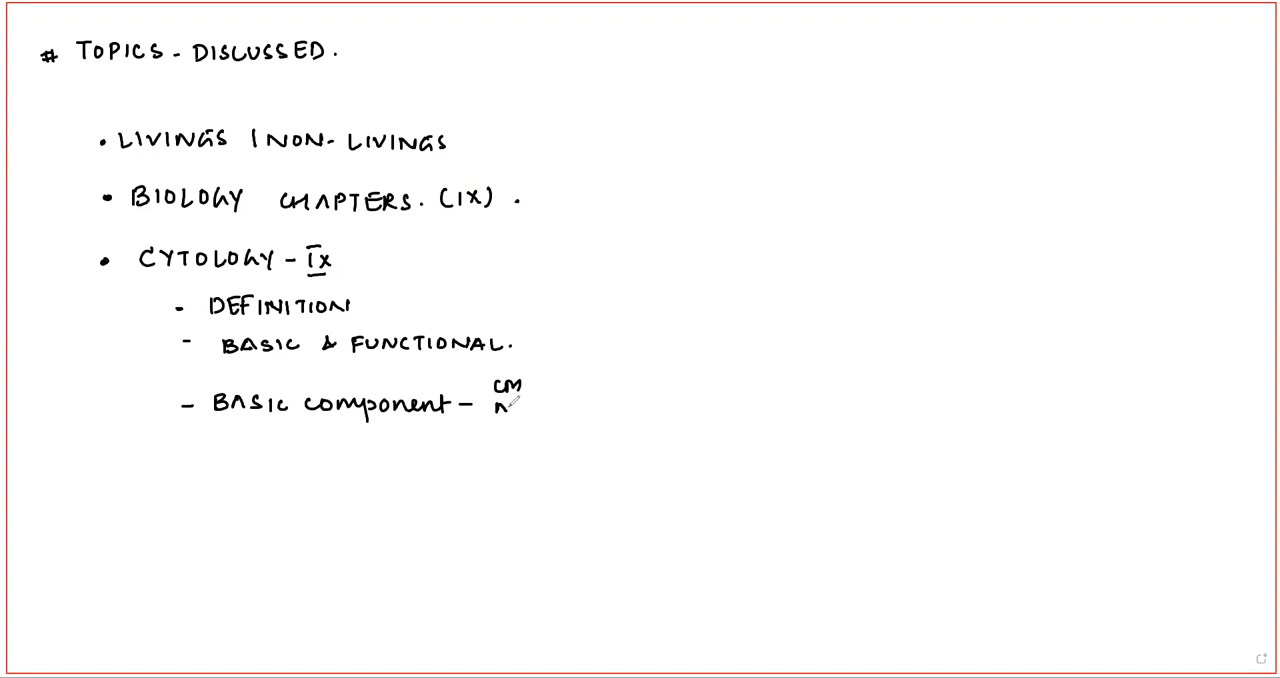 # TOPICS - DISCUSSED.
• LIVINGS | NON- LIVINGS
• BIOLOGY CHAPTERS. (IX).
• CYTOLOGY - IX
- DEFINITION
- BASIC & FUNCTIONAL.
CM
- BASIC component - N